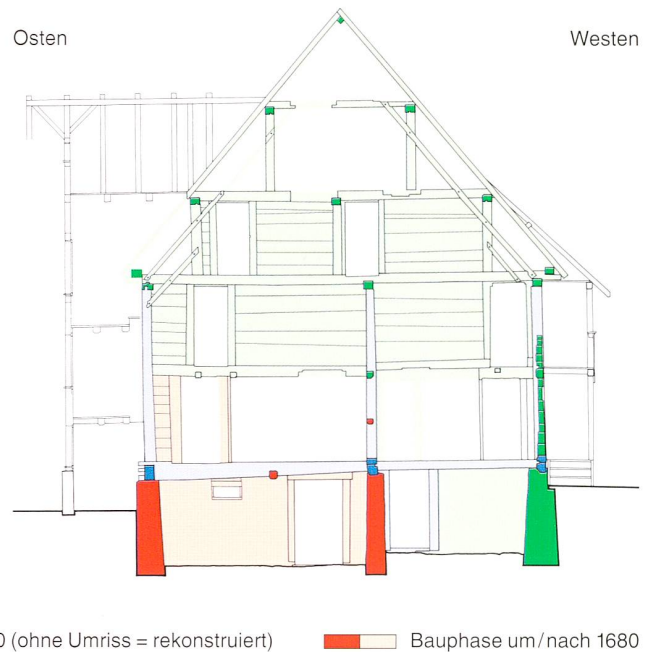 Osten
Westen
0 (ohne Umriss = rekonstruiert)
Bauphase um/nach 1680